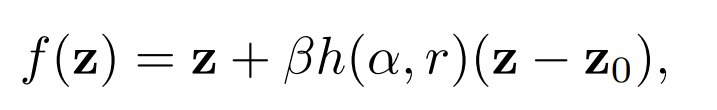 f(𝐳) = 𝐳 + βh(α, r)(𝐳 − 𝐳₀),